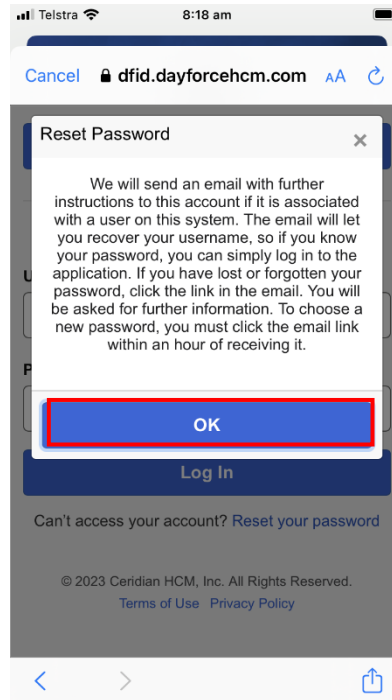 Telstra 8:18 am
Cancel dfid.dayforcehcm.com AA
Reset Password ×
We will send an email with further
instructions to this account if it is associated
with a user on this system. The email will let
you recover your username, so if you know
your password, you can simply log in to the
application. If you have lost or forgotten your
password, click the link in the email. You will
be asked for further information. To choose a
new password, you must click the email link
within an hour of receiving it.
U
P
OK
Log In
Can't access your account? Reset your password
© 2023 Ceridian HCM, Inc. All Rights Reserved.
Terms of Use Privacy Policy